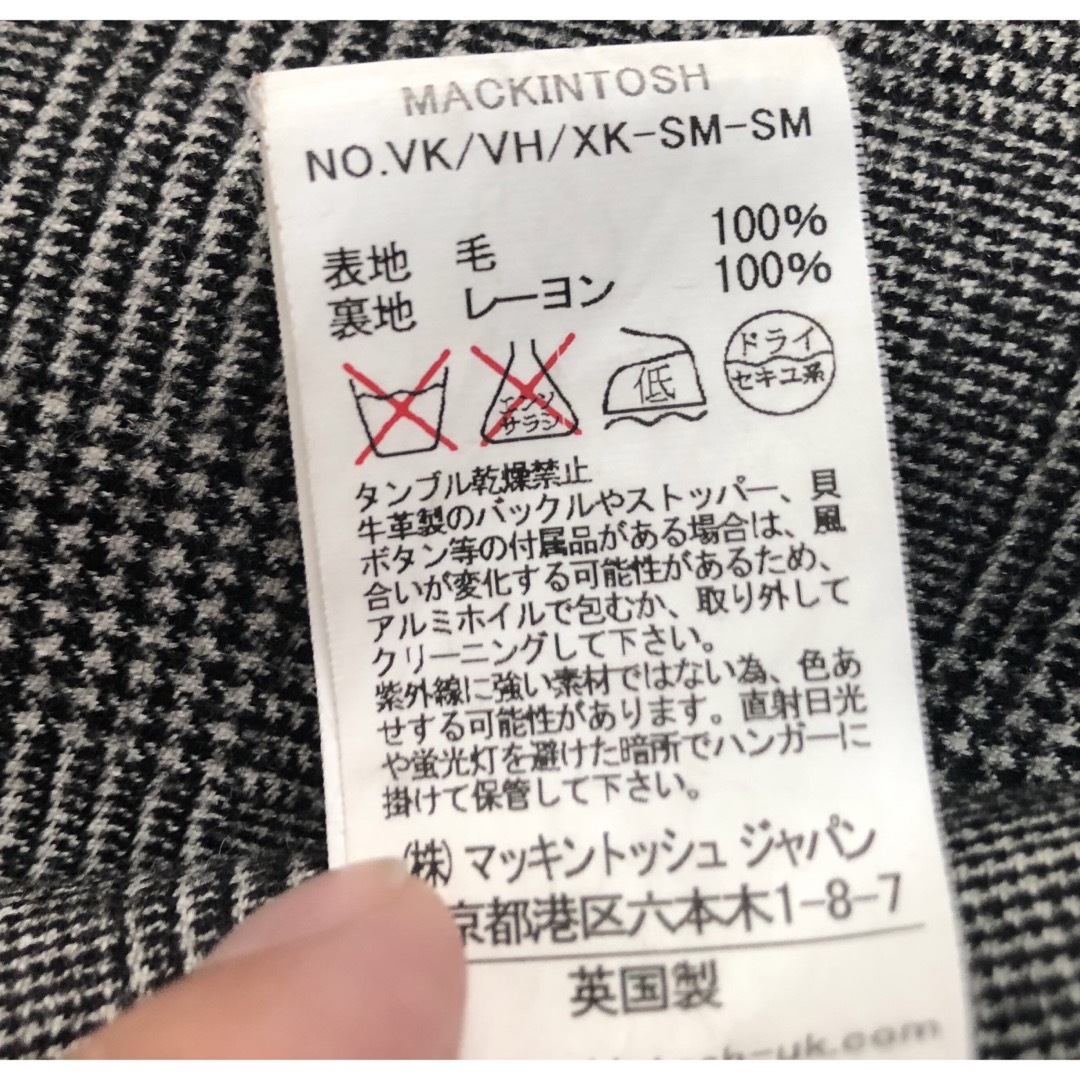 MACKINTOSH
NO.VK/VH/XK-SM-SM
表地 毛 100%
裏地 レーヨン 100%
エンソ
サラシ
低
ドライ
セキユ系
タンブル乾燥禁止
牛革製のバックルやストッパー、貝
ボタン等の付属品がある場合は、風
合いが変化する可能性があるため、
アルミホイルで包むか、取り外して
クリーニングして下さい。
紫外線に強い素材ではない為、色あ
せする可能性があります。直射日光
や蛍光灯を避けた暗所でハンガーに
掛けて保管して下さい。
(株)マッキントッシュ ジャパン
京都港区六本木1-8-7
英国製
sh-uk.com